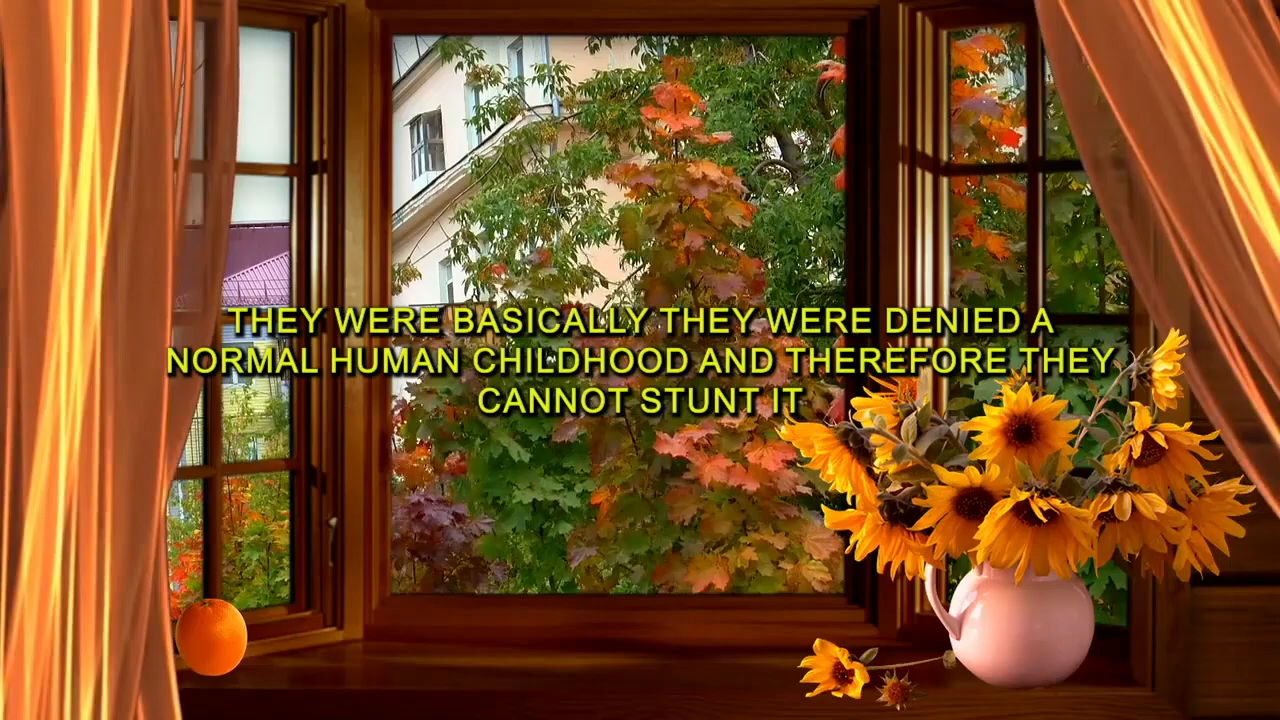 THEY WERE BASICALLY THEY WERE DENIED A
NORMAL HUMAN CHILDHOOD AND THEREFORE THEY
CANNOT STUNT IT